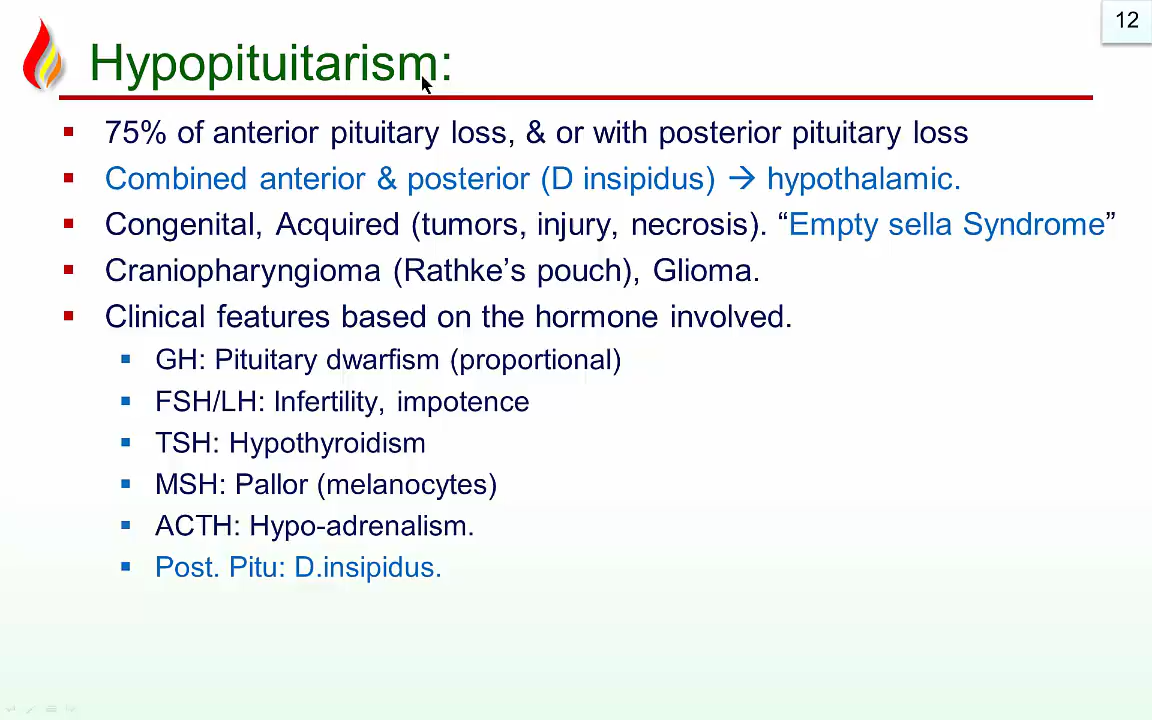 12
Hypopituitarism:
75% of anterior pituitary loss, & or with posterior pituitary loss
Combined anterior & posterior (D insipidus) → hypothalamic.
Congenital, Acquired (tumors, injury, necrosis). “Empty sella Syndrome”
Craniopharyngioma (Rathke’s pouch), Glioma.
Clinical features based on the hormone involved.
GH: Pituitary dwarfism (proportional)
FSH/LH: Infertility, impotence
TSH: Hypothyroidism
MSH: Pallor (melanocytes)
ACTH: Hypo-adrenalism.
Post. Pitu: D.insipidus.